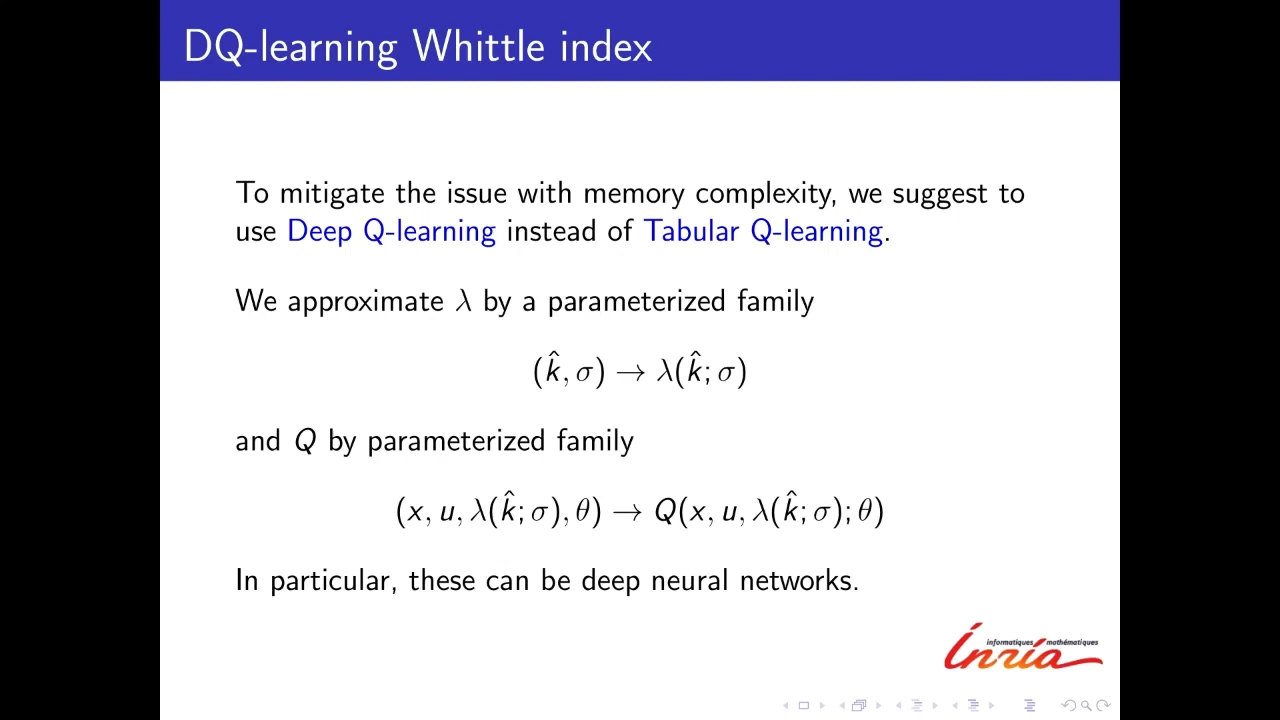 DQ-learning Whittle index
To mitigate the issue with memory complexity, we suggest to
use Deep Q-learning instead of Tabular Q-learning.
We approximate λ by a parameterized family
(k̂, σ) → λ(k̂; σ)
and Q by parameterized family
(x, u, λ(k̂; σ), θ) → Q(x, u, λ(k̂; σ); θ)
In particular, these can be deep neural networks.
informatiques mathématiques
Inria